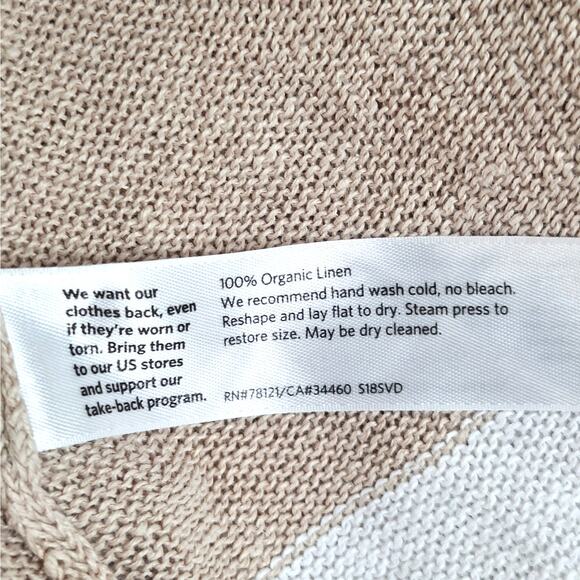 We want our
clothes back, even
if they're worn or
torn. Bring them
to our US stores
and support our
take-back program.
100% Organic Linen
We recommend hand wash cold, no bleach.
Reshape and lay flat to dry. Steam press to
restore size. May be dry cleaned.
RN#78121/CA#34460 S18SVD